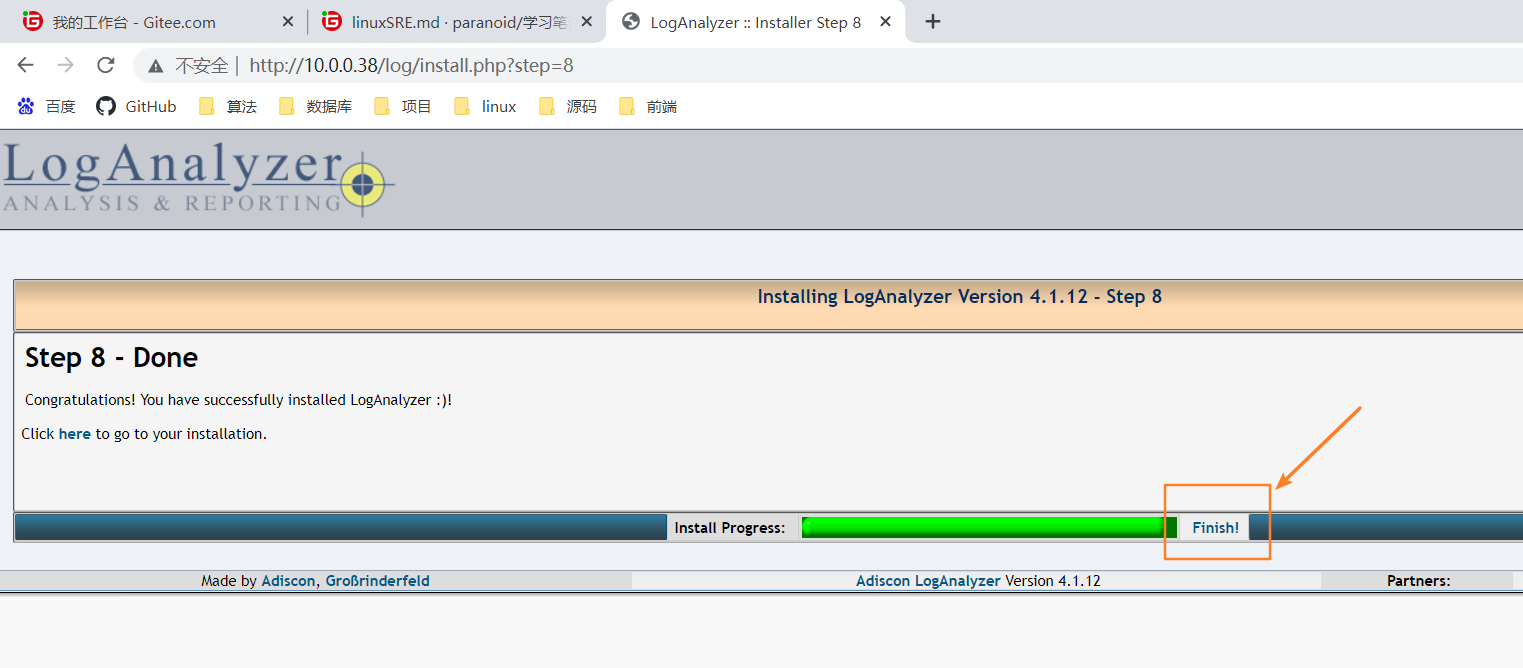 我的工作台 - Gitee.com
linuxSRE.md · paranoid/学习笔
LogAnalyzer :: Installer Step 8
不安全 | http://10.0.0.38/log/install.php?step=8
百度 GitHub 算法 数据库 项目 linux 源码 前端
LogAnalyzer
ANALYSIS & REPORTING
Installing LogAnalyzer Version 4.1.12 - Step 8
Step 8 - Done
Congratulations! You have successfully installed LogAnalyzer :)!
Click here to go to your installation.
Install Progress: Finish!
Made by Adiscon, Großrinderfeld Adiscon LogAnalyzer Version 4.1.12 Partners: